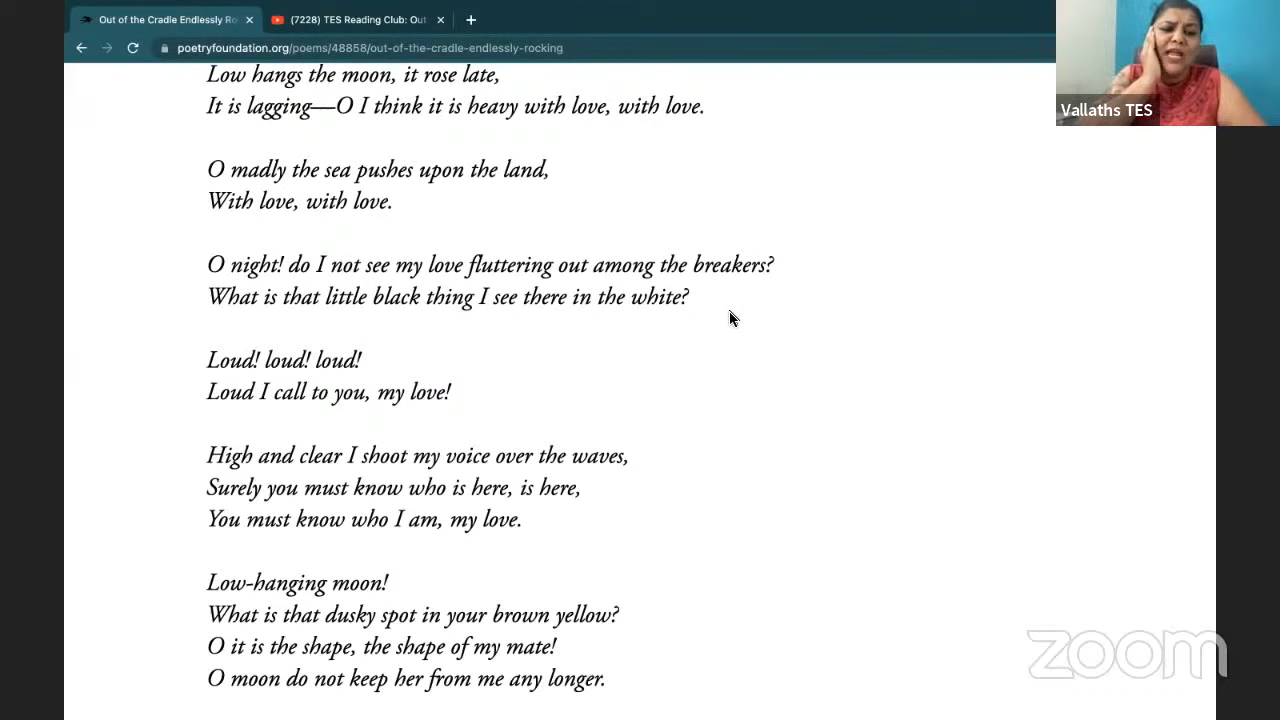 Out of the Cradle Endlessly Ro
(7228) TES Reading Club: Out
poetryfoundation.org/poems/48858/out-of-the-cradle-endlessly-rocking
Vallaths TES
Low hangs the moon, it rose late,
It is lagging—O I think it is heavy with love, with love.
O madly the sea pushes upon the land,
With love, with love.
O night! do I not see my love fluttering out among the breakers?
What is that little black thing I see there in the white?
Loud! loud! loud!
Loud I call to you, my love!
High and clear I shoot my voice over the waves,
Surely you must know who is here, is here,
You must know who I am, my love.
Low-hanging moon!
What is that dusky spot in your brown yellow?
O it is the shape, the shape of my mate!
O moon do not keep her from me any longer.
zoom